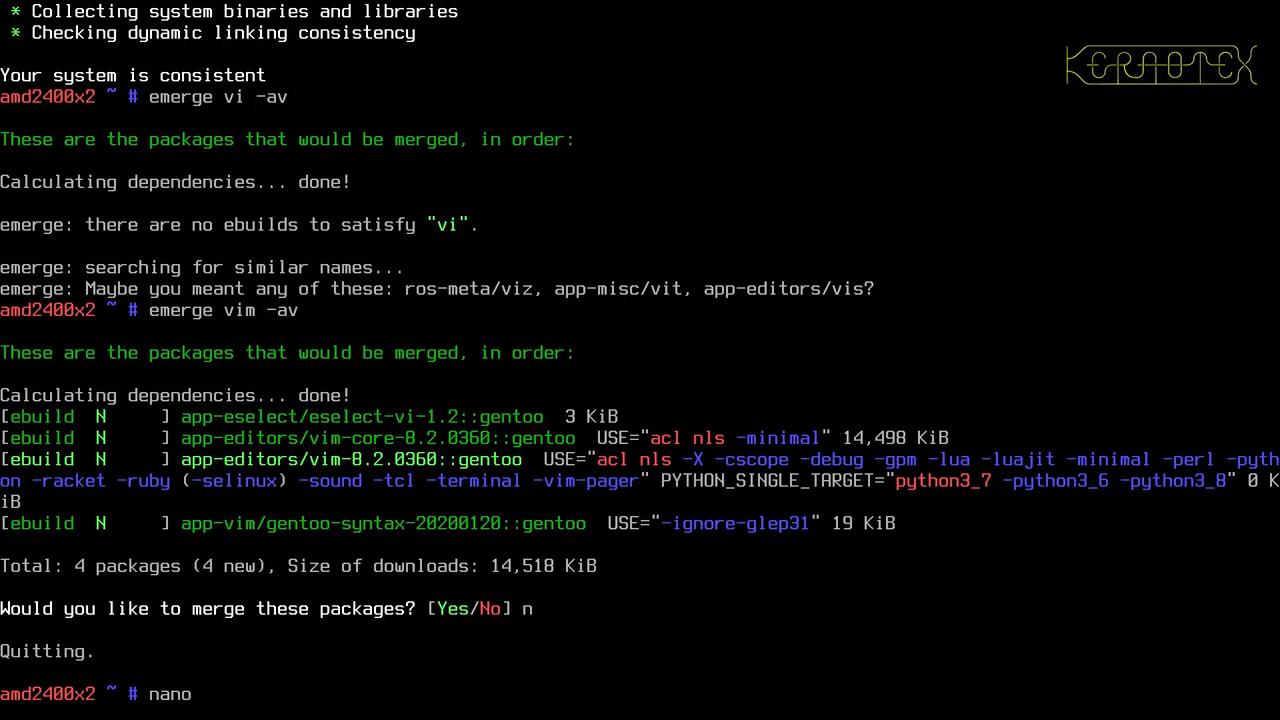 * Collecting system binaries and libraries
* Checking dynamic linking consistency
KERNOTEX
Your system is consistent
amd2400x2 ~ # emerge vi -av
These are the packages that would be merged, in order:
Calculating dependencies... done!
emerge: there are no ebuilds to satisfy "vi".
emerge: searching for similar names...
emerge: Maybe you meant any of these: ros-meta/viz, app-misc/vit, app-editors/vis?
amd2400x2 ~ # emerge vim -av
These are the packages that would be merged, in order:
Calculating dependencies... done!
[ebuild  N     ] app-eselect/eselect-vi-1.2::gentoo  3 KiB
[ebuild  N     ] app-editors/vim-core-8.2.0360::gentoo  USE="acl nls -minimal" 14,498 KiB
[ebuild  N     ] app-editors/vim-8.2.0360::gentoo  USE="acl nls -X -cscope -debug -gpm -lua -luajit -minimal -perl -pyth
on -racket -ruby (-selinux) -sound -tcl -terminal -vim-pager" PYTHON_SINGLE_TARGET="python3_7 -python3_6 -python3_8" 0 K
iB
[ebuild  N     ] app-vim/gentoo-syntax-20200120::gentoo  USE="-ignore-glep31" 19 KiB
Total: 4 packages (4 new), Size of downloads: 14,518 KiB
Would you like to merge these packages? [Yes/No] n
Quitting.
amd2400x2 ~ # nano